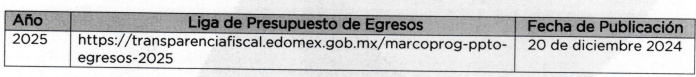 Año Liga de Presupuesto de Egresos Fecha de Publicación
2025 https://transparenciafiscal.edomex.gob.mx/marcoprog-ppto- 20 de diciembre 2024
egresos-2025